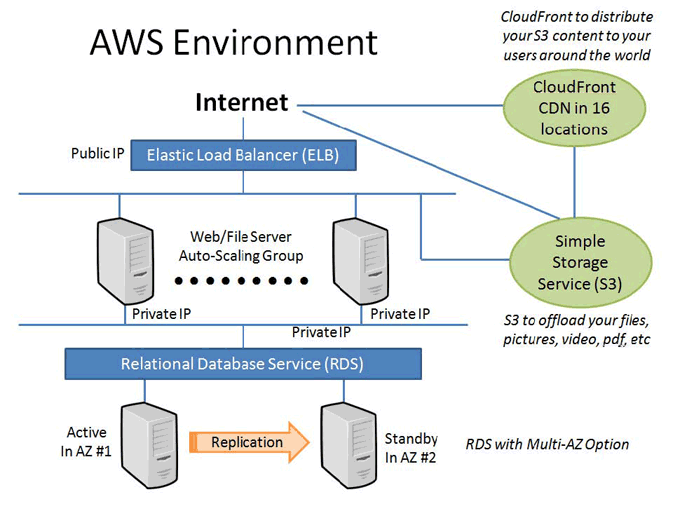 CloudFront to distribute
your S3 content to your
users around the world
AWS Environment
CloudFront
CDN in 16
locations
Internet
Public IP
Elastic Load Balancer (ELB)
Web/File Server
Auto-Scaling Group
Simple
Storage
Service (S3)
Private IP
Private IP
Private IP
S3 to offload your files,
pictures, video, pdf, etc
Relational Database Service (RDS)
Active
In AZ #1
Replication
Standby
In AZ #2
RDS with Multi-AZ Option